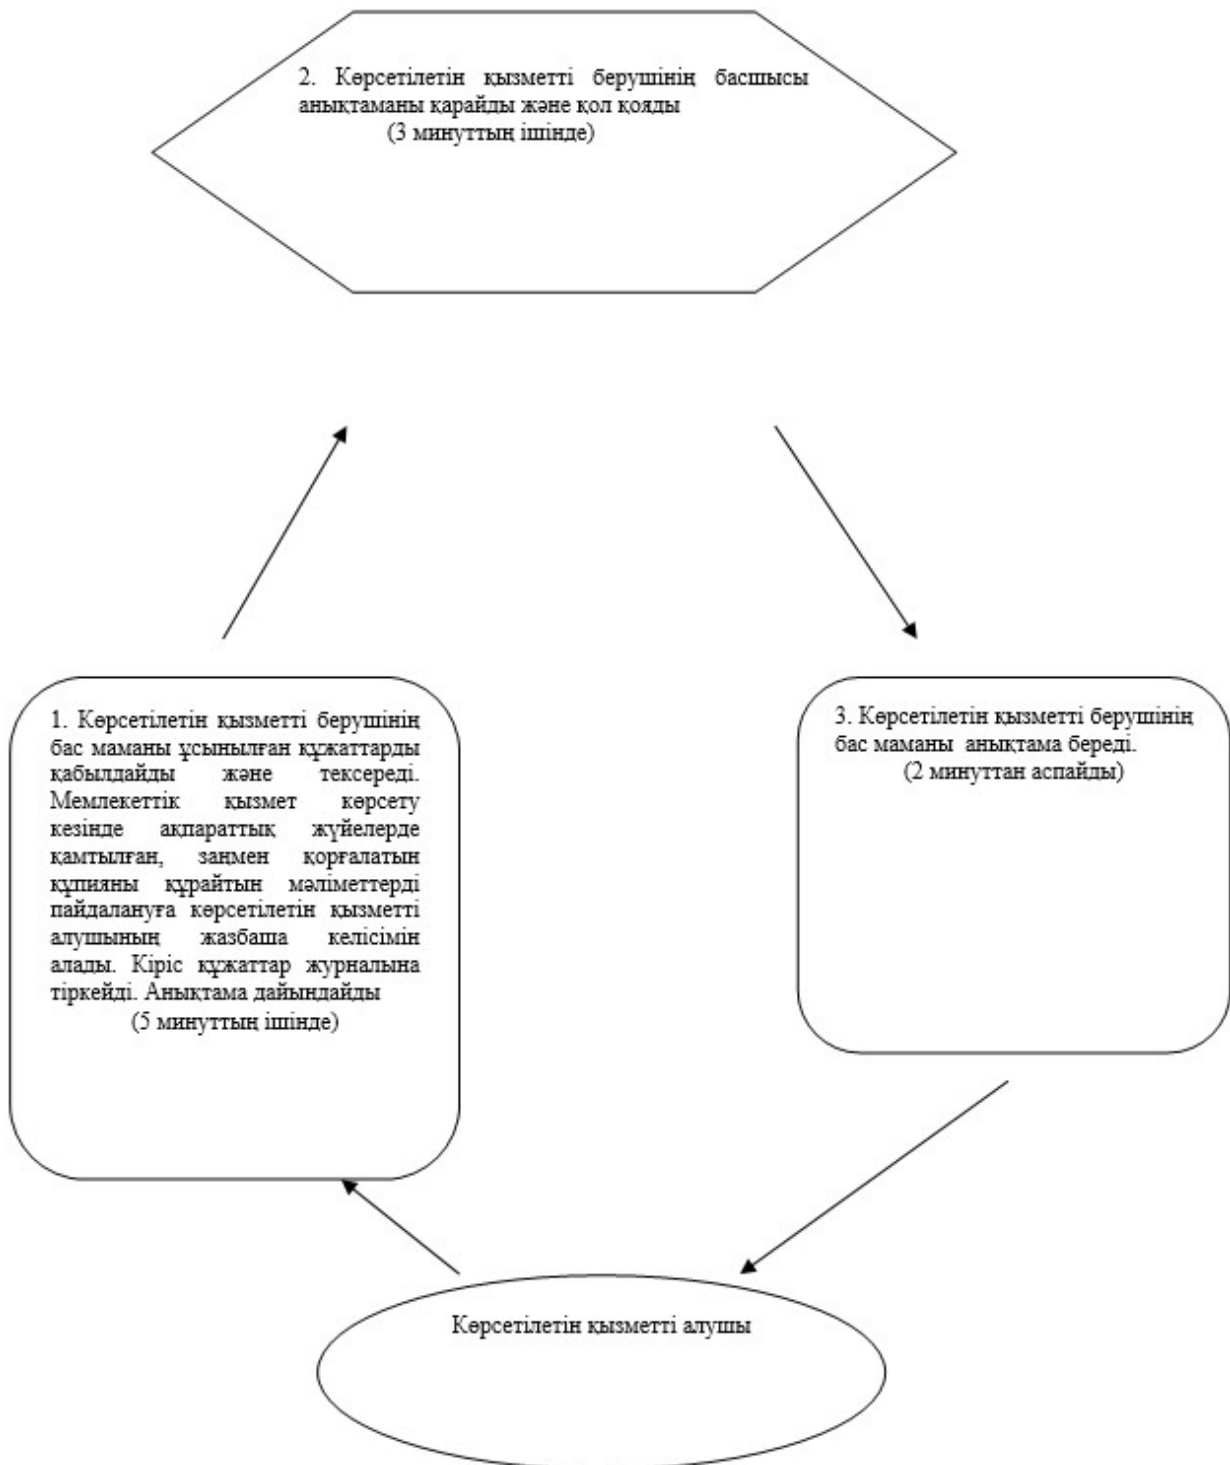 2. Көрсетілетін қызметті берушінің басшысы
анықтаманы қарайды және қол қояды
(3 минуттың ішінде)
1. Көрсетілетін қызметті берушінің
бас маманы ұсынылған құжаттарды
қабылдайды және тексереді.
Мемлекеттік қызмет көрсету
кезінде ақпараттық жүйелерде
қамтылған, заңмен қорғалатын
құпияны құрайтын мәліметтерді
пайдалануға көрсетілетін қызметті
алушының жазбаша келісімін
алады. Кіріс құжаттар журналына
тіркейді. Анықтама дайындайды
(5 минуттың ішінде)
3. Көрсетілетін қызметті берушінің
бас маманы анықтама береді.
(2 минуттан аспайды)
Көрсетілетін қызметті алушы